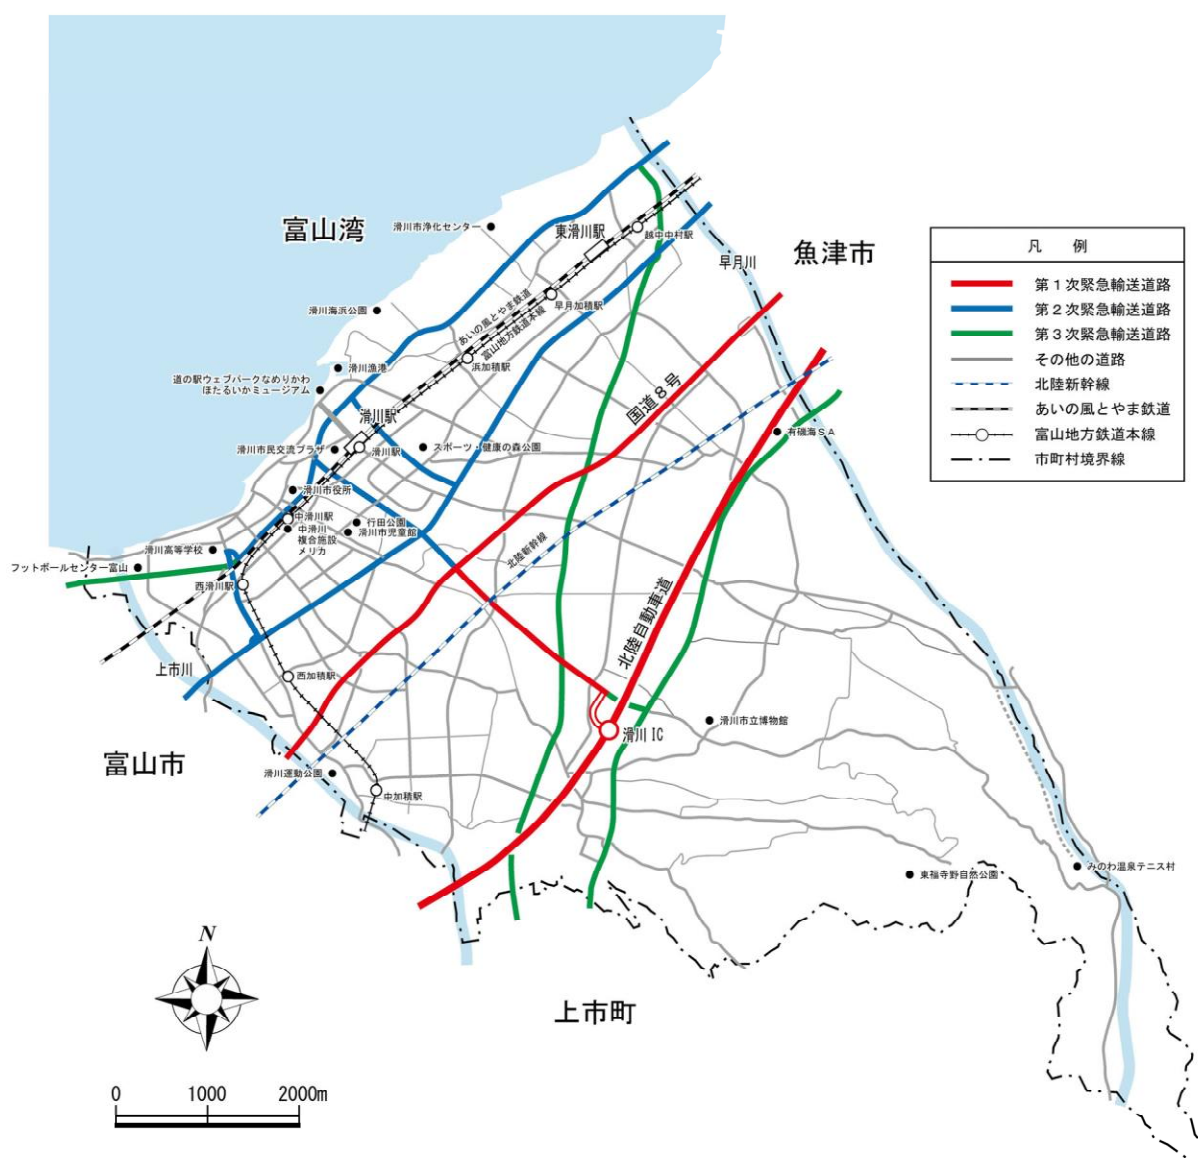 富山湾
滑川市浄化センター
東滑川駅
越中中村駅
早月川
魚津市
凡 例
第1次緊急輸送道路
第2次緊急輸送道路
第3次緊急輸送道路
その他の道路
北陸新幹線
あいの風とやま鉄道
富山地方鉄道本線
市町村境界線
滑川海浜公園
あいの風とやま鉄道
富山地方鉄道本線
早月加積駅
浜加積駅
滑川漁港
道の駅ウェーブパークなめりかわ
ほたるいかミュージアム
滑川駅
国道8号
滑川市民交流プラザ
滑川駅
スポーツ・健康の森公園
有磯海SA
滑川市役所
中滑川駅
中滑川
複合施設
メリカ
行田公園
滑川市児童館
滑川高等学校
北陸新幹線
フットボールセンター富山
西滑川駅
北陸自動車道
上市川
西加積駅
滑川市立博物館
滑川IC
富山市
滑川運動公園
中加積駅
みのわ温泉テニス村
東福寺野自然公園
N
上市町
0 1000 2000m